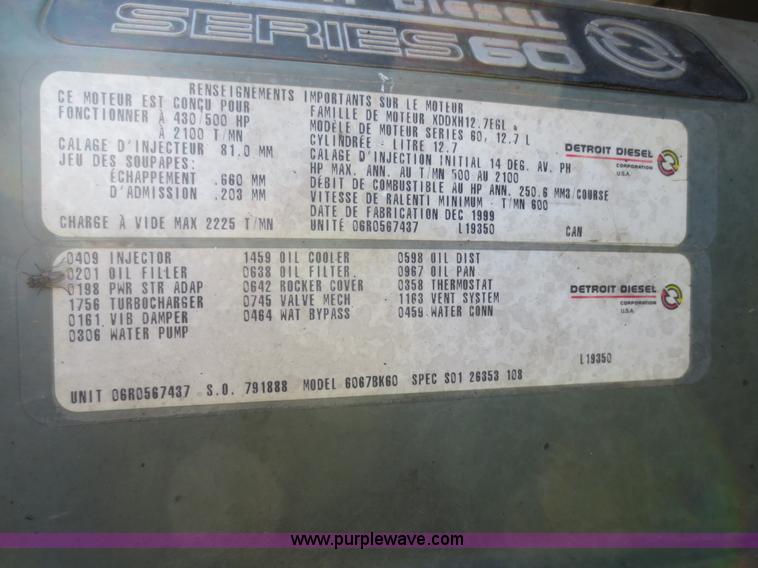 DIESEL
SERIES 60
RENSEIGNEMENTS IMPORTANTS SUR LE MOTEUR
CE MOTEUR EST CONÇU POUR
FONCTIONNER À 430/500 HP
À 2100 T/MN
CALAGE D'INJECTEUR 81.0 MM
JEU DES SOUPAPES:
ÉCHAPPEMENT .660 MM
D'ADMISSION .203 MM
CHARGE À VIDE MAX 2225 T/MN
FAMILLE DE MOTEUR XDDXH12.7EGL
MODÈLE DE MOTEUR SERIES 60, 12.7 L
CYLINDRÉE - LITRE 12.7
CALAGE D'INJECTION INITIAL 14 DEG. AV. PH
HP MAX. ANN. AU T/MN 500 AU 2100
DÉBIT DE COMBUSTIBLE AU HP ANN. 250.6 MM3/COURSE
VITESSE DE RALENTI MINIMUM - T/MN 600
DATE DE FABRICATION DEC 1999
UNITÉ 06R0567437 L19350 CAN
DETROIT DIESEL
CORPORATION
U.S.A.
0409 INJECTOR 1459 OIL COOLER 0598 OIL DIST
0201 OIL FILLER 0638 OIL FILTER 0967 OIL PAN
0198 PWR STR ADAP 0642 ROCKER COVER 0358 THERMOSTAT
1756 TURBOCHARGER 0745 VALVE MECH 1163 VENT SYSTEM
0161 VIB DAMPER 0464 WAT BYPASS 0459 WATER CONN
0306 WATER PUMP
DETROIT DIESEL
CORPORATION
U.S.A.
L19350
UNIT 06R0567437 S.O. 791888 MODEL 6067BK60 SPEC S01 26353 108
www.purplewave.com